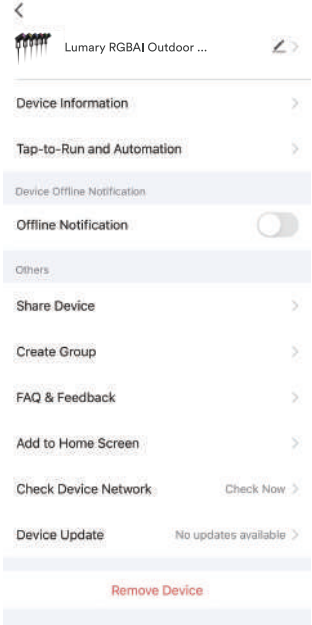 Lumary RGBAI Outdoor ...
Device Information
Tap-to-Run and Automation
Device Offline Notification
Offline Notification
Others
Share Device
Create Group
FAQ & Feedback
Add to Home Screen
Check Device Network Check Now
Device Update No updates available
Remove Device